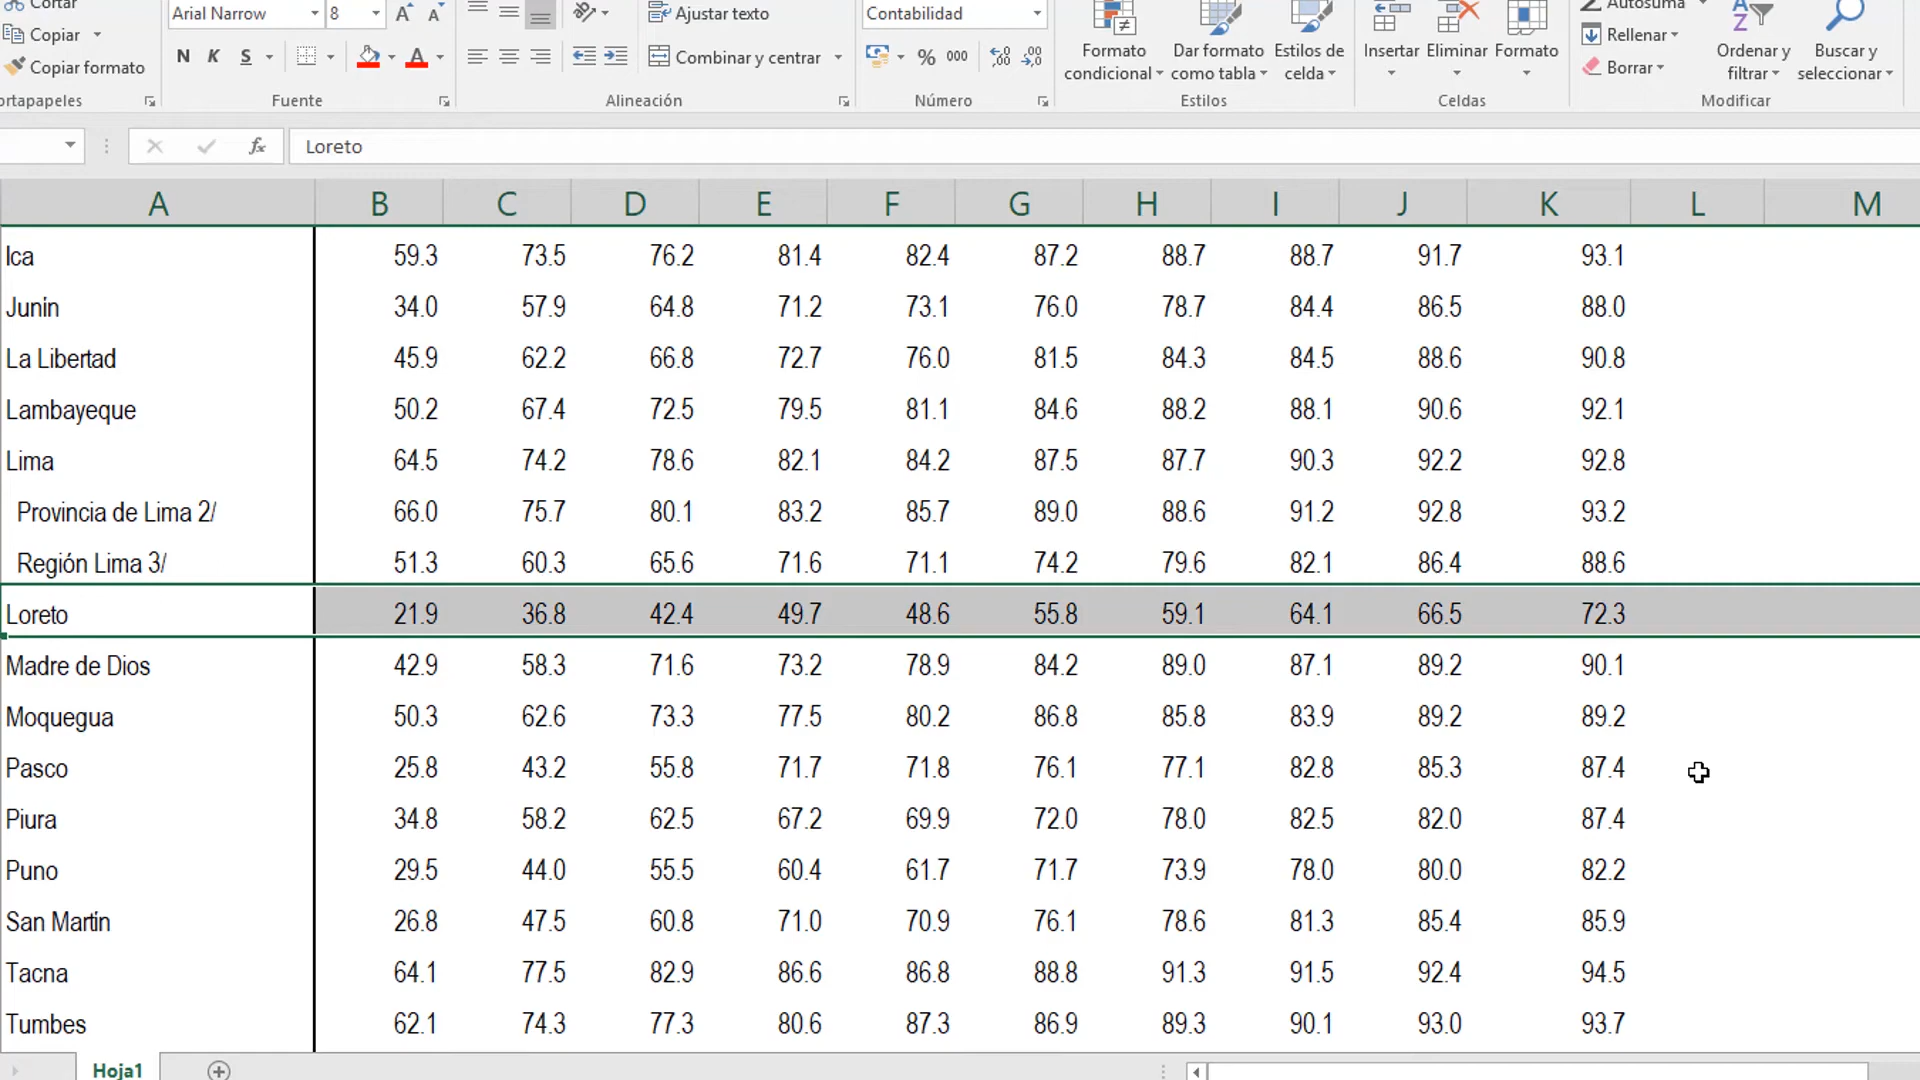 Cortar
Arial Narrow 8 Ajustar texto Contabilidad Autosuma
Copiar
Copiar formato N K S A Combinar y centrar % 000
Formato condicional
Dar formato como tabla
Estilos de celda
Insertar Eliminar Formato
Rellenar
Borrar
Ordenar y filtrar
Buscar y seleccionar
ortapapeles Fuente Alineación Número Estilos Celdas Modificar
fx Loreto
A B C D E F G H I J K L M
Ica 59.3 73.5 76.2 81.4 82.4 87.2 88.7 88.7 91.7 93.1
Junín 34.0 57.9 64.8 71.2 73.1 76.0 78.7 84.4 86.5 88.0
La Libertad 45.9 62.2 66.8 72.7 76.0 81.5 84.3 84.5 88.6 90.8
Lambayeque 50.2 67.4 72.5 79.5 81.1 84.6 88.2 88.1 90.6 92.1
Lima 64.5 74.2 78.6 82.1 84.2 87.5 87.7 90.3 92.2 92.8
Provincia de Lima 2/ 66.0 75.7 80.1 83.2 85.7 89.0 88.6 91.2 92.8 93.2
Región Lima 3/ 51.3 60.3 65.6 71.6 71.1 74.2 79.6 82.1 86.4 88.6
Loreto 21.9 36.8 42.4 49.7 48.6 55.8 59.1 64.1 66.5 72.3
Madre de Dios 42.9 58.3 71.6 73.2 78.9 84.2 89.0 87.1 89.2 90.1
Moquegua 50.3 62.6 73.3 77.5 80.2 86.8 85.8 83.9 89.2 89.2
Pasco 25.8 43.2 55.8 71.7 71.8 76.1 77.1 82.8 85.3 87.4
Piura 34.8 58.2 62.5 67.2 69.9 72.0 78.0 82.5 82.0 87.4
Puno 29.5 44.0 55.5 60.4 61.7 71.7 73.9 78.0 80.0 82.2
San Martín 26.8 47.5 60.8 71.0 70.9 76.1 78.6 81.3 85.4 85.9
Tacna 64.1 77.5 82.9 86.6 86.8 88.8 91.3 91.5 92.4 94.5
Tumbes 62.1 74.3 77.3 80.6 87.3 86.9 89.3 90.1 93.0 93.7
Hoja1